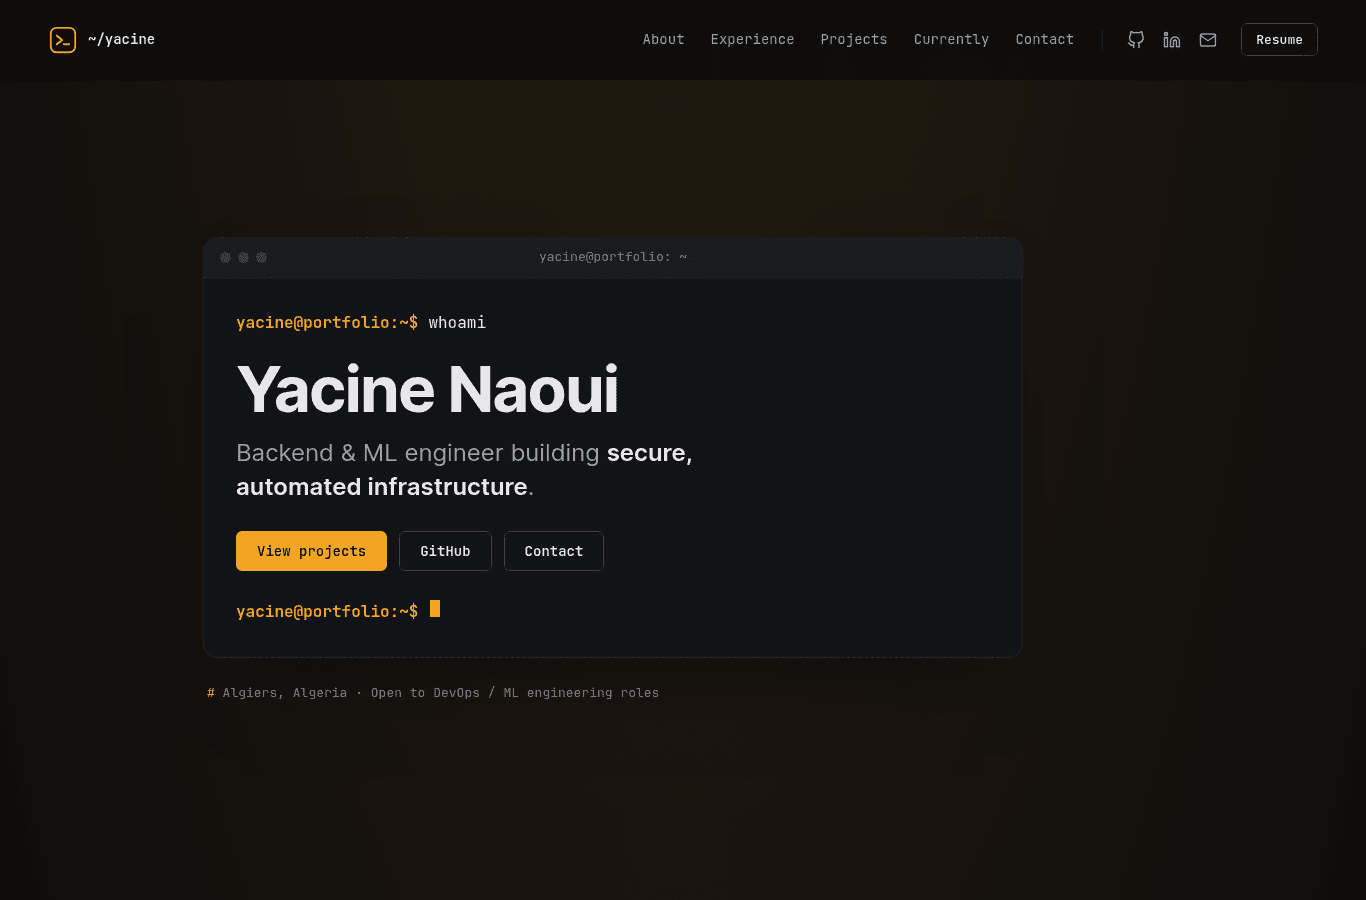 ~/yacine
About Experience Projects Currently Contact Resume
yacine@portfolio: ~
yacine@portfolio:~$ whoami
Yacine Naoui
Backend & ML engineer building secure,
automated infrastructure.
View projects GitHub Contact
yacine@portfolio:~$
# Algiers, Algeria · Open to DevOps / ML engineering roles